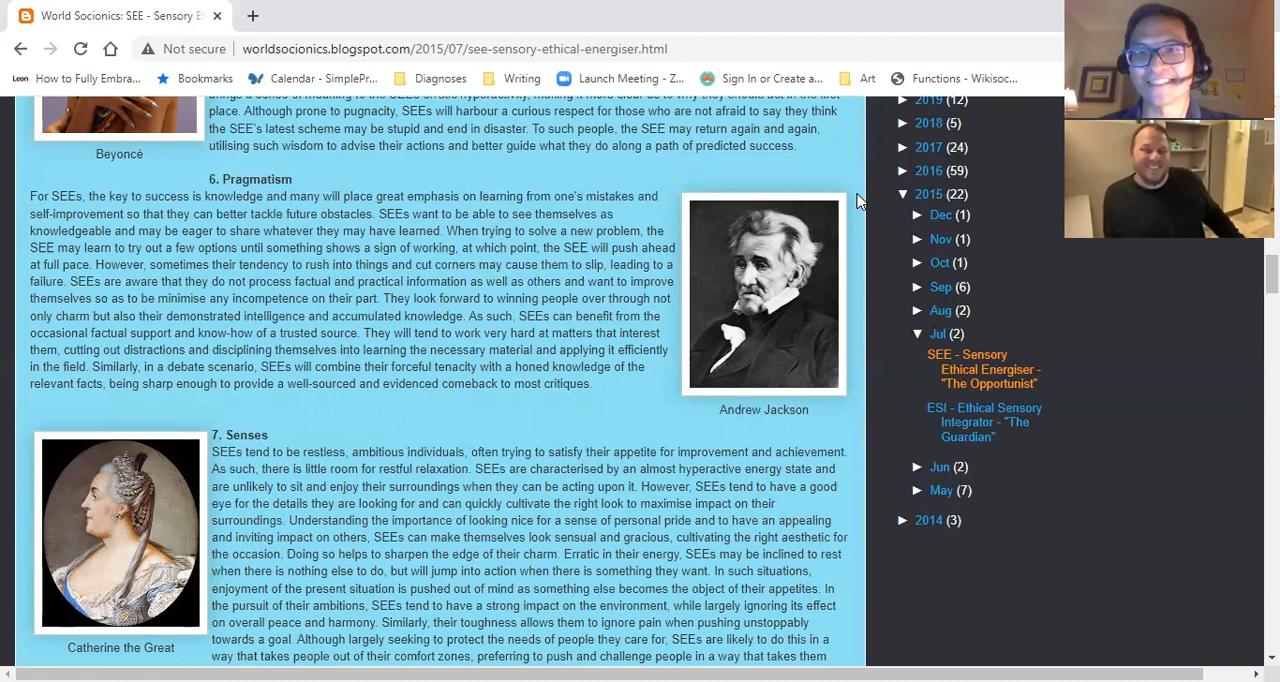 World Socionics: SEE - Sensory Et
Not secure
worldsocionics.blogspot.com/2015/07/see-sensory-ethical-energiser.html
Leon How to Fully Embra...
Bookmarks
Calendar - SimplePr...
Diagnoses
Writing
Launch Meeting - Z...
Sign In or Create a...
Art
Functions - Wikisoc...
place. Although prone to pugnacity, SEEs will harbour a curious respect for those who are not afraid to say they think
the SEE's latest scheme may be stupid and end in disaster. To such people, the SEE may return again and again,
utilising such wisdom to advise their actions and better guide what they do along a path of predicted success.
Beyoncé
6. Pragmatism
For SEEs, the key to success is knowledge and many will place great emphasis on learning from one's mistakes and
self-improvement so that they can better tackle future obstacles. SEEs want to be able to see themselves as
knowledgeable and may be eager to share whatever they may have learned. When trying to solve a new problem, the
SEE may learn to try out a few options until something shows a sign of working, at which point, the SEE will push ahead
at full pace. However, sometimes their tendency to rush into things and cut corners may cause them to slip, leading to a
failure. SEEs are aware that they do not process factual and practical information as well as others and want to improve
themselves so as to be minimise any incompetence on their part. They look forward to winning people over through not
only charm but also their demonstrated intelligence and accumulated knowledge. As such, SEEs can benefit from the
occasional factual support and know-how of a trusted source. They will tend to work very hard at matters that interest
them, cutting out distractions and disciplining themselves into learning the necessary material and applying it efficiently
in the field. Similarly, in a debate scenario, SEEs will combine their forceful tenacity with a honed knowledge of the
relevant facts, being sharp enough to provide a well-sourced and evidenced comeback to most critiques.
Andrew Jackson
7. Senses
SEEs tend to be restless, ambitious individuals, often trying to satisfy their appetite for improvement and achievement.
As such, there is little room for restful relaxation. SEEs are characterised by an almost hyperactive energy state and
are unlikely to sit and enjoy their surroundings when they can be acting upon it. However, SEEs tend to have a good
eye for the details they are looking for and can quickly cultivate the right look to maximise impact on their
surroundings. Understanding the importance of looking nice for a sense of personal pride and to have an appealing
and inviting impact on others, SEEs can make themselves look sensual and gracious, cultivating the right aesthetic for
the occasion. Doing so helps to sharpen the edge of their charm. Erratic in their energy, SEEs may be inclined to rest
when there is nothing else to do, but will jump into action when there is something they want. In such situations,
enjoyment of the present situation is pushed out of mind as something else becomes the object of their appetites. In
the pursuit of their ambitions, SEEs tend to have a strong impact on the environment, while largely ignoring its effect
on overall peace and harmony. Similarly, their toughness allows them to ignore pain when pushing unstoppably
towards a goal. Although largely seeking to protect the needs of people they care for, SEEs are likely to do this in a
way that takes people out of their comfort zones, preferring to push and challenge people in a way that takes them
Catherine the Great
2019 (12)
2018 (5)
2017 (24)
2016 (59)
2015 (22)
Dec (1)
Nov (1)
Oct (1)
Sep (6)
Aug (2)
Jul (2)
SEE - Sensory
Ethical Energiser -
"The Opportunist"
ESI - Ethical Sensory
Integrator - "The
Guardian"
Jun (2)
May (7)
2014 (3)